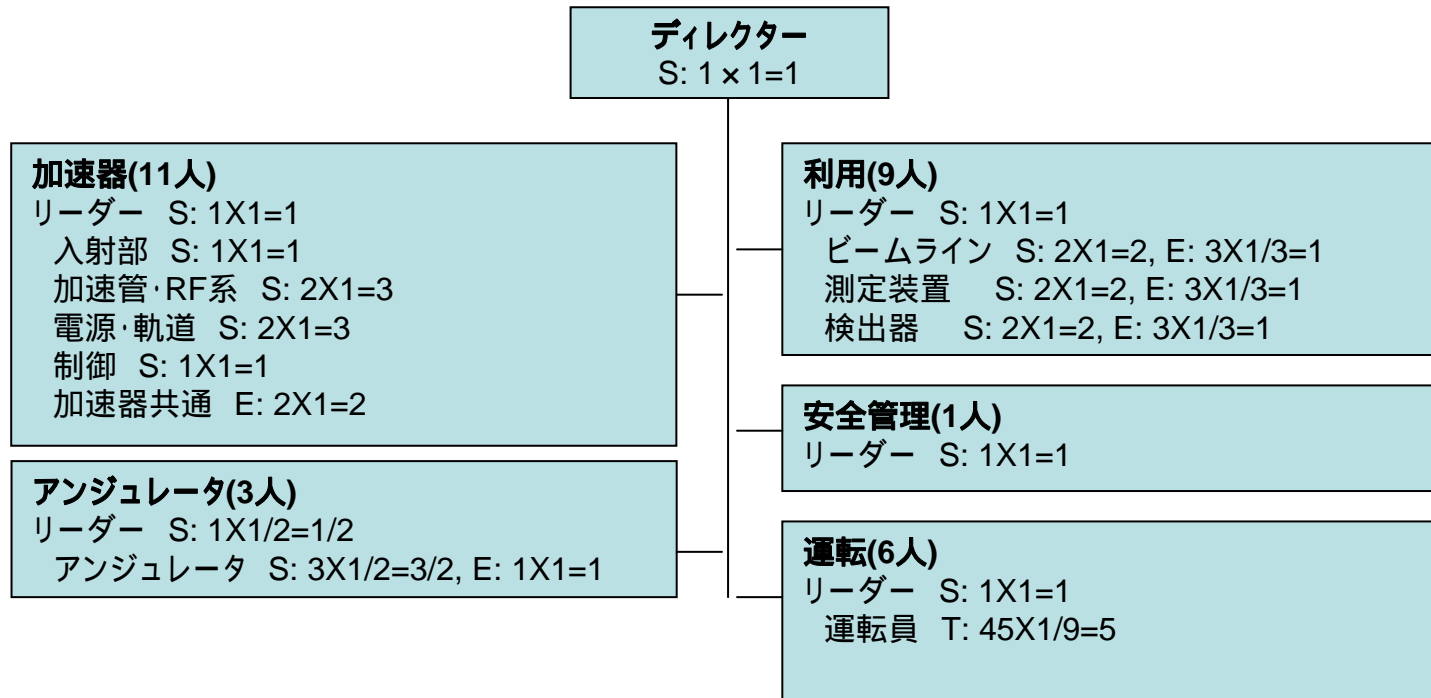 ディレクター
S: 1 × 1=1
加速器(11人)
リーダー S: 1X1=1
入射部 S: 1X1=1
加速管・RF系 S: 2X1=3
電源・軌道 S: 2X1=3
制御 S: 1X1=1
加速器共通 E: 2X1=2
アンジュレータ(3人)
リーダー S: 1X1/2=1/2
アンジュレータ S: 3X1/2=3/2, E: 1X1=1
利用(9人)
リーダー S: 1X1=1
ビームライン S: 2X1=2, E: 3X1/3=1
測定装置 S: 2X1=2, E: 3X1/3=1
検出器 S: 2X1=2, E: 3X1/3=1
安全管理(1人)
リーダー S: 1X1=1
運転(6人)
リーダー S: 1X1=1
運転員 T: 45X1/9=5